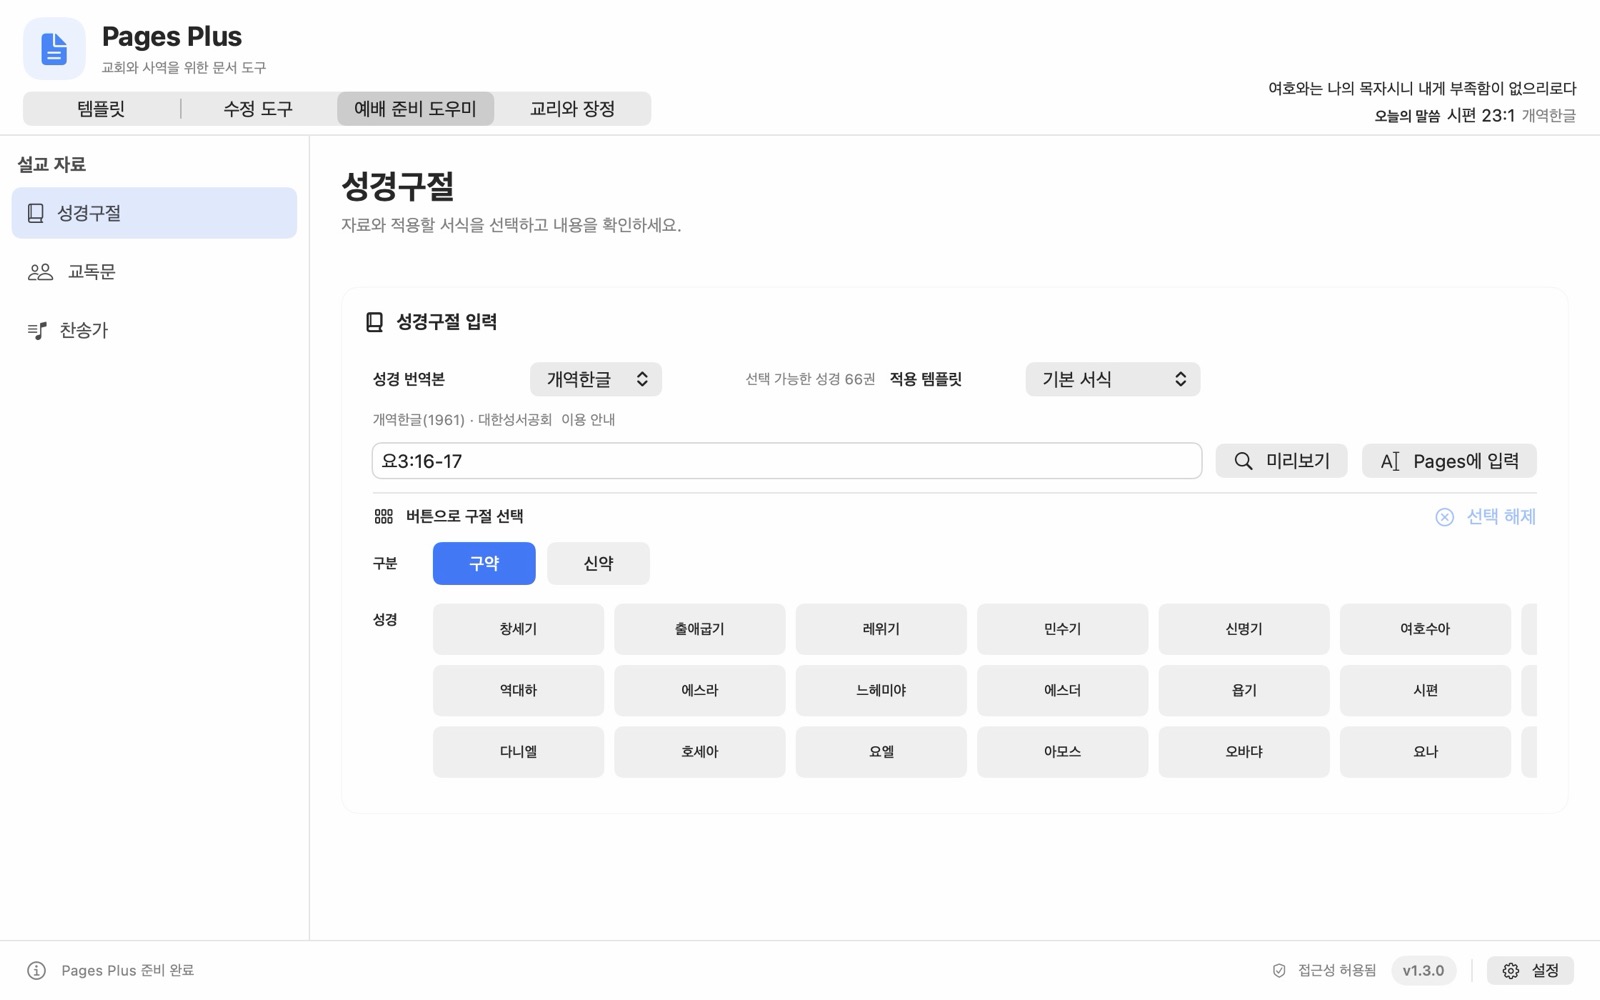 Pages Plus
교회와 사역을 위한 문서 도구
템플릿 수정 도구 예배 준비 도우미 교리와 장정
여호와는 나의 목자시니 내게 부족함이 없으리로다
오늘의 말씀 시편 23:1 개역한글
설교 자료
성경구절
교독문
찬송가
성경구절
자료와 적용할 서식을 선택하고 내용을 확인하세요.
성경구절 입력
성경 번역본 개역한글 선택 가능한 성경 66권 적용 템플릿 기본 서식
개역한글(1961) · 대한성서공회 이용 안내
요3:16-17 미리보기 Pages에 입력
버튼으로 구절 선택 선택 해제
구분 구약 신약
성경 창세기 출애굽기 레위기 민수기 신명기 여호수아
역대하 에스라 느헤미야 에스더 욥기 시편
다니엘 호세아 요엘 아모스 오바댜 요나
Pages Plus 준비 완료 접근성 허용됨 v1.3.0 설정